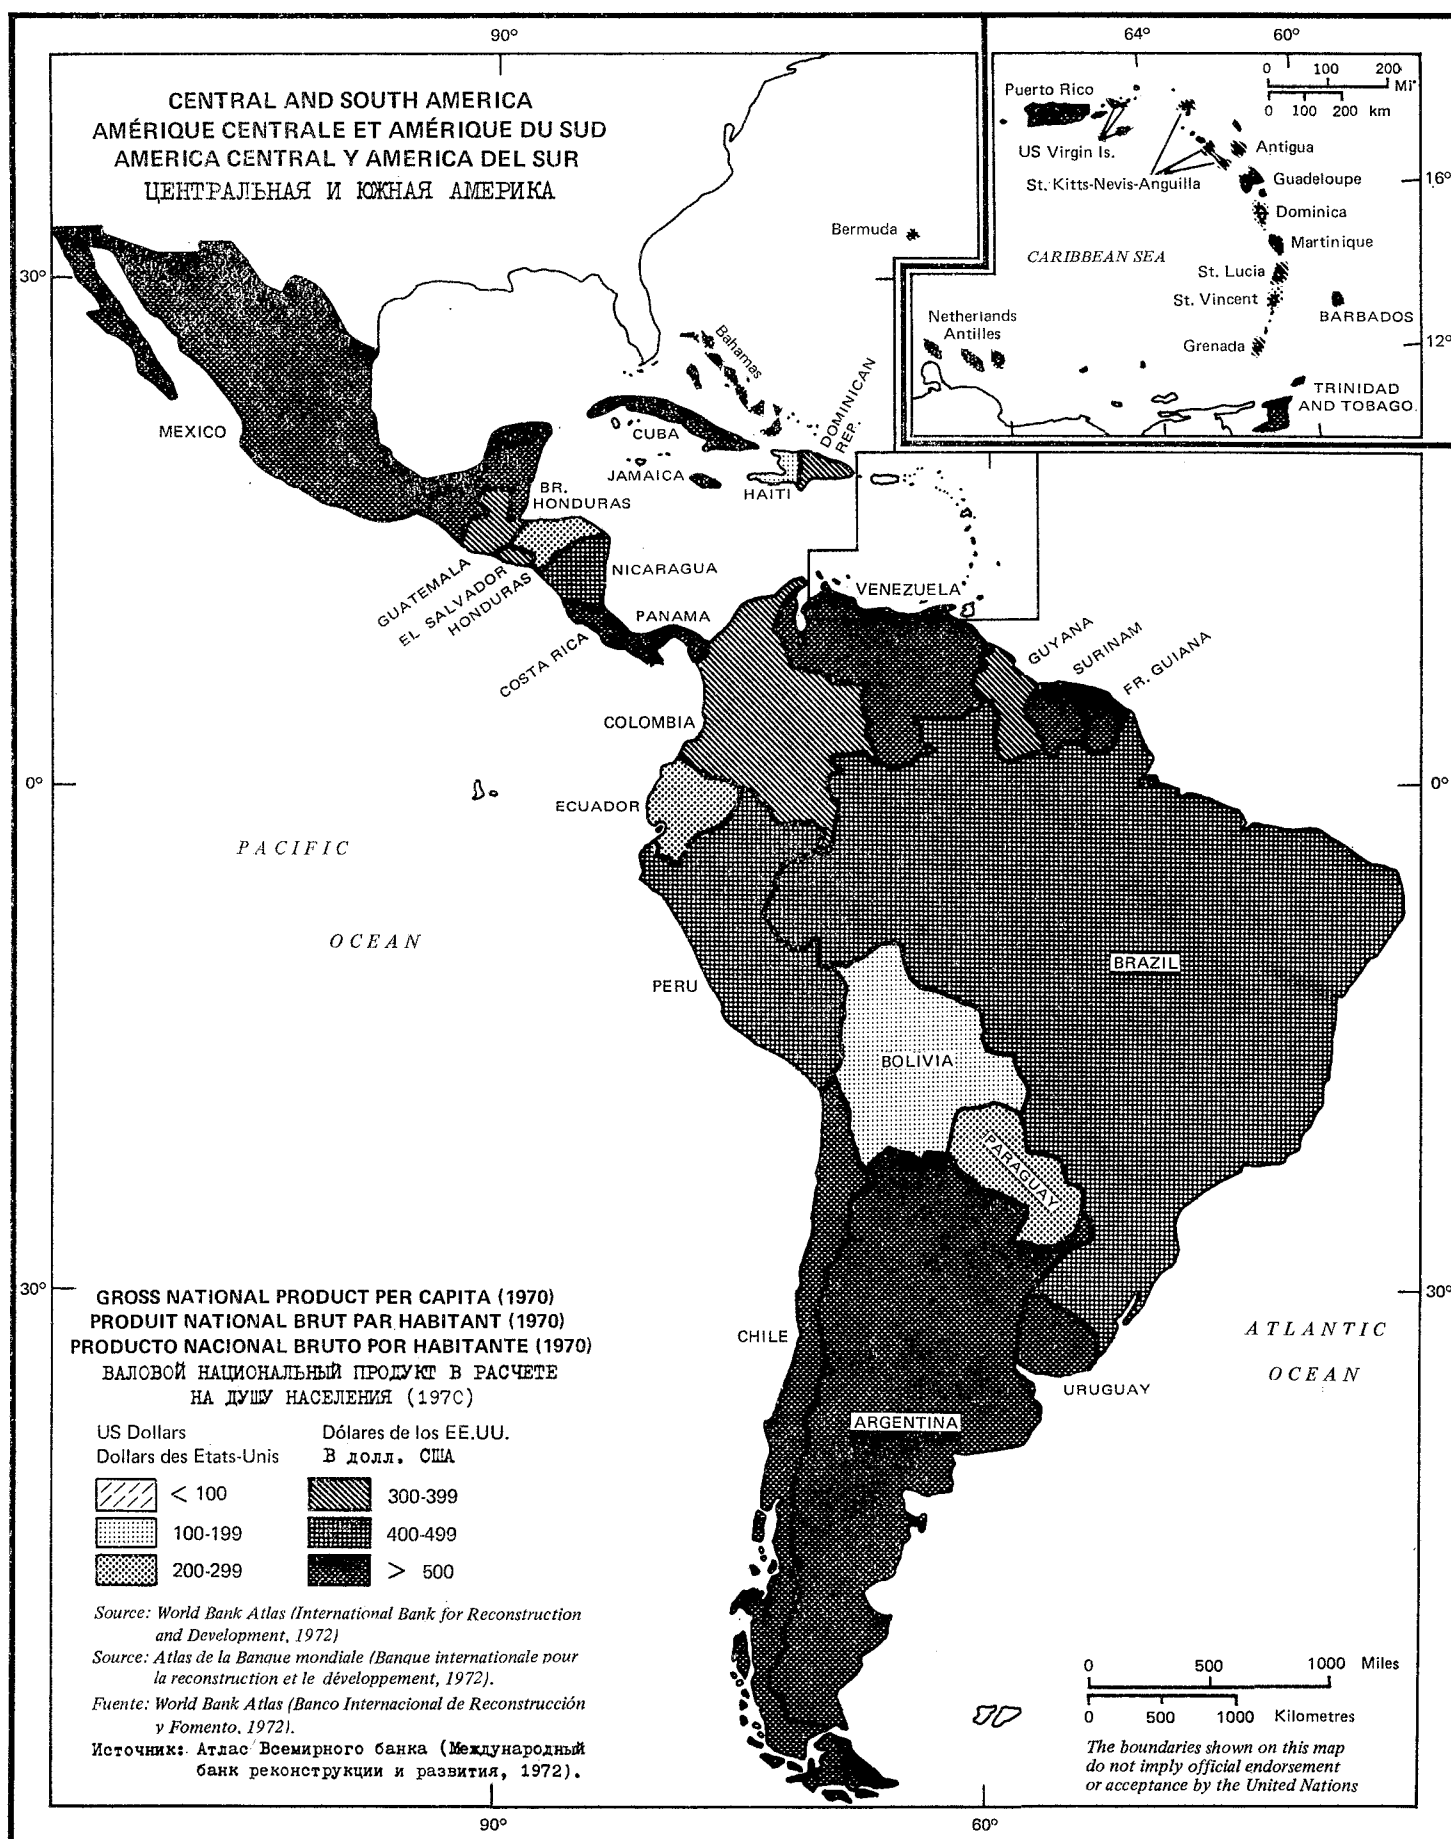 90°
64°
60°
CENTRAL AND SOUTH AMERICA
AMÉRIQUE CENTRALE ET AMÉRIQUE DU SUD
AMERICA CENTRAL Y AMERICA DEL SUR
ЦЕНТРАЛЬНАЯ И ЮЖНАЯ АМЕРИКА
0 100 200 Mi
0 100 200 km
Puerto Rico
US Virgin Is.
St. Kitts-Nevis-Anguilla
Antigua
Guadeloupe
Dominica
Martinique
St. Lucia
St. Vincent
BARBADOS
Grenada
Netherlands
Antilles
CARIBBEAN SEA
TRINIDAD
AND TOBAGO
16°
12°
Bermuda
30°
Bahamas
MEXICO
CUBA
JAMAICA
HAITI
DOMINICAN
REP.
BR.
HONDURAS
GUATEMALA
EL SALVADOR
HONDURAS
NICARAGUA
COSTA RICA
PANAMA
VENEZUELA
GUYANA
SURINAM
FR. GUIANA
COLOMBIA
0°
0°
ECUADOR
PACIFIC
OCEAN
PERU
BRAZIL
BOLIVIA
PARAGUAY
CHILE
ARGENTINA
URUGUAY
ATLANTIC
OCEAN
30°
30°
GROSS NATIONAL PRODUCT PER CAPITA (1970)
PRODUIT NATIONAL BRUT PAR HABITANT (1970)
PRODUCTO NACIONAL BRUTO POR HABITANTE (1970)
ВАЛОВОЙ НАЦИОНАЛЬНЫЙ ПРОДУКТ В РАСЧЕТЕ
НА ДУШУ НАСЕЛЕНИЯ (1970)
US Dollars
Dollars des Etats-Unis
Dólares de los EE.UU.
В долл. США
< 100
100-199
200-299
300-399
400-499
> 500
Source: World Bank Atlas (International Bank for Reconstruction
and Development, 1972)
Source: Atlas de la Banque mondiale (Banque internationale pour
la reconstruction et le développement, 1972).
Fuente: World Bank Atlas (Banco Internacional de Reconstrucción
y Fomento, 1972).
Источник: Атлас Всемирного банка (Международный
банк реконструкции и развития, 1972).
0 500 1000 Miles
0 500 1000 Kilometres
The boundaries shown on this map
do not imply official endorsement
or acceptance by the United Nations
90°
60°